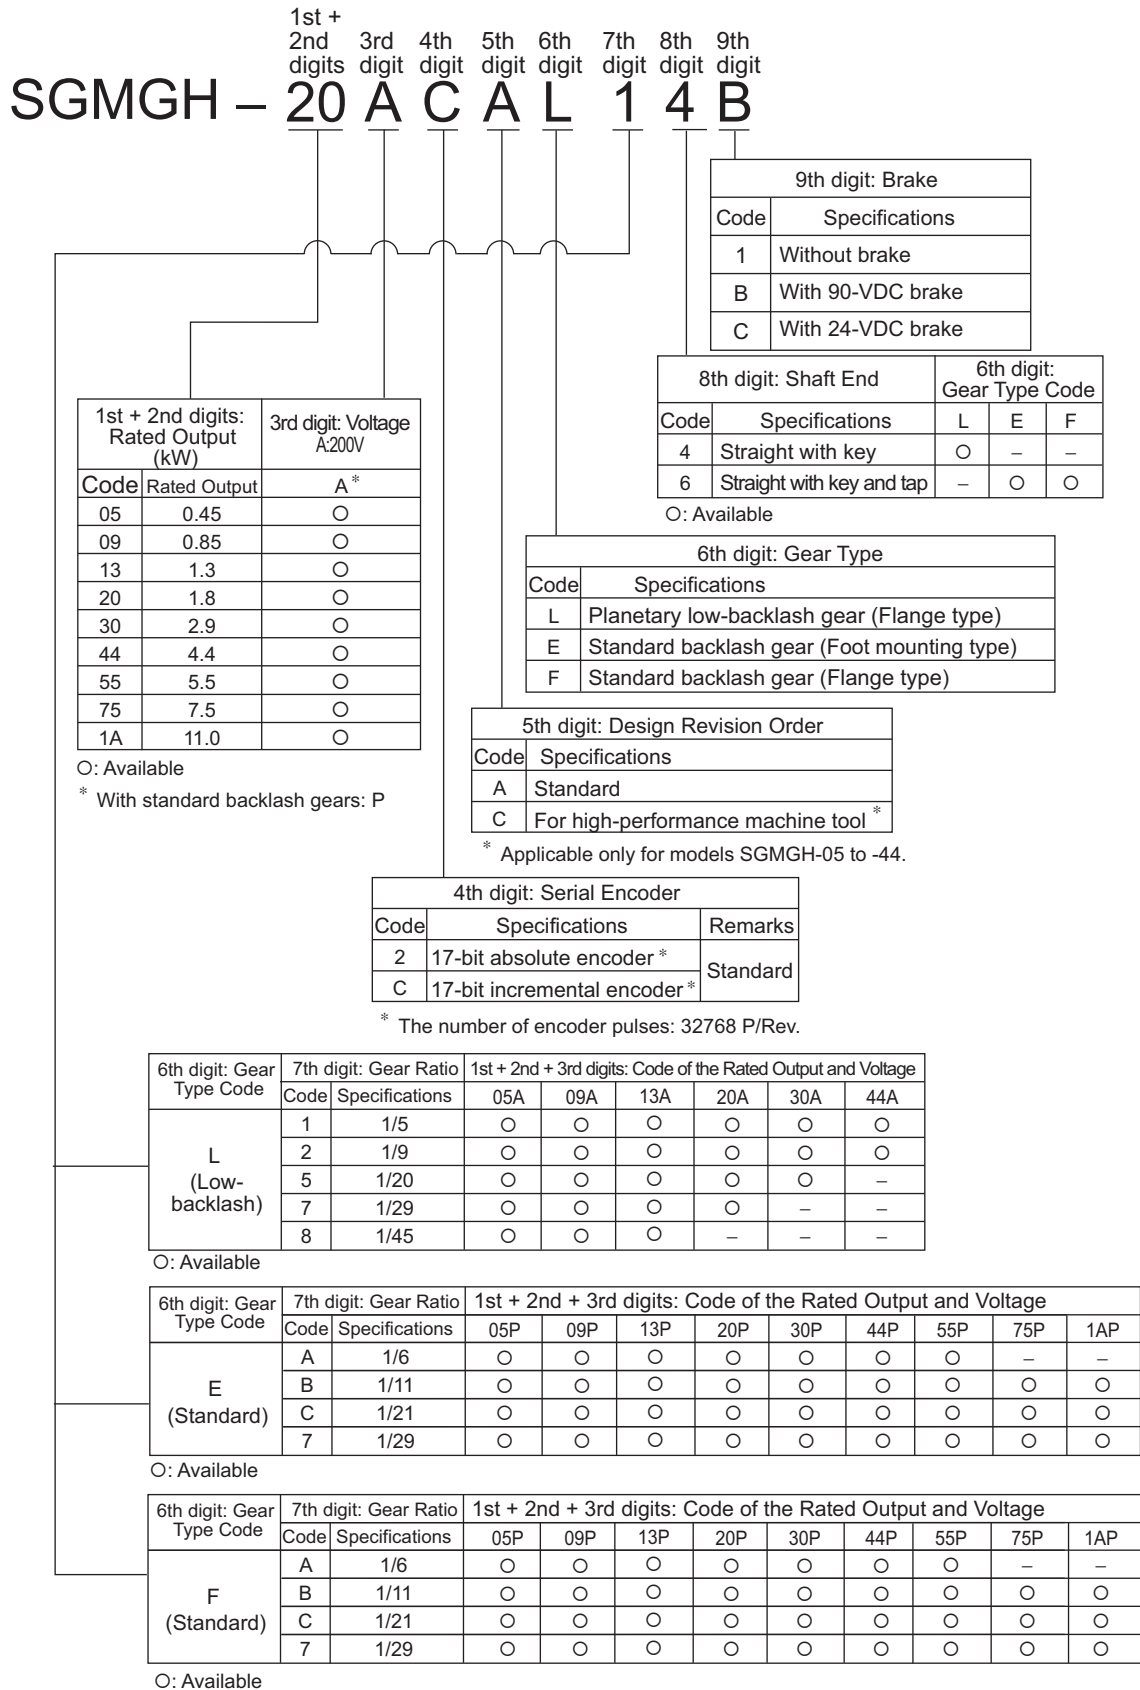 1st +
2nd 3rd 4th 5th 6th 7th 8th 9th
digits digit digit digit digit digit digit digit
SGMGH – 20 A C A L 1 4 B
9th digit: Brake
Code Specifications
1 Without brake
B With 90-VDC brake
C With 24-VDC brake
8th digit: Shaft End 6th digit:
Gear Type Code
Code Specifications L E F
4 Straight with key O – –
6 Straight with key and tap – O O
O: Available
1st + 2nd digits:
Rated Output
(kW)
3rd digit: Voltage
A:200V
Code Rated Output A *
05 0.45 O
09 0.85 O
13 1.3 O
20 1.8 O
30 2.9 O
44 4.4 O
55 5.5 O
75 7.5 O
1A 11.0 O
O: Available
* With standard backlash gears: P
6th digit: Gear Type
Code Specifications
L Planetary low-backlash gear (Flange type)
E Standard backlash gear (Foot mounting type)
F Standard backlash gear (Flange type)
5th digit: Design Revision Order
Code Specifications
A Standard
C For high-performance machine tool *
* Applicable only for models SGMGH-05 to -44.
4th digit: Serial Encoder
Code Specifications Remarks
2 17-bit absolute encoder * Standard
C 17-bit incremental encoder *
* The number of encoder pulses: 32768 P/Rev.
6th digit: Gear 7th digit: Gear Ratio 1st + 2nd + 3rd digits: Code of the Rated Output and Voltage
Type Code Code Specifications 05A 09A 13A 20A 30A 44A
L
(Low-
backlash)
1 1/5 O O O O O O
2 1/9 O O O O O O
5 1/20 O O O O O –
7 1/29 O O O O – –
8 1/45 O O O – – –
O: Available
6th digit: Gear 7th digit: Gear Ratio 1st + 2nd + 3rd digits: Code of the Rated Output and Voltage
Type Code Code Specifications 05P 09P 13P 20P 30P 44P 55P 75P 1AP
E
(Standard)
A 1/6 O O O O O O O – –
B 1/11 O O O O O O O O O
C 1/21 O O O O O O O O O
7 1/29 O O O O O O O O O
O: Available
6th digit: Gear 7th digit: Gear Ratio 1st + 2nd + 3rd digits: Code of the Rated Output and Voltage
Type Code Code Specifications 05P 09P 13P 20P 30P 44P 55P 75P 1AP
F
(Standard)
A 1/6 O O O O O O O – –
B 1/11 O O O O O O O O O
C 1/21 O O O O O O O O O
7 1/29 O O O O O O O O O
O: Available